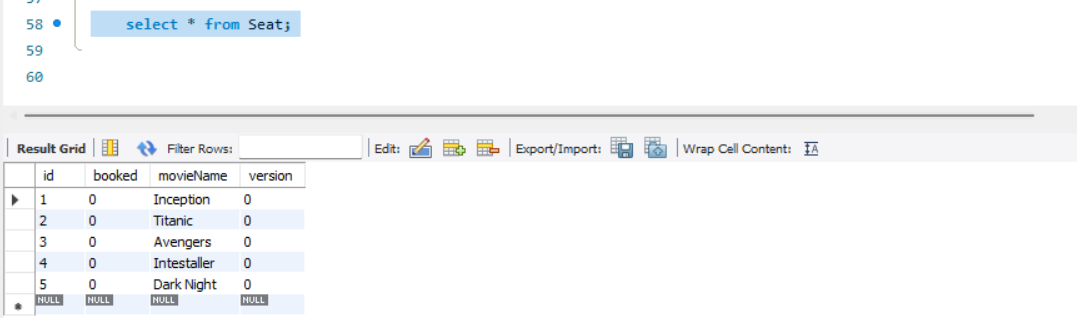 57
58 select * from Seat;
59
60
Result Grid Filter Rows: Edit: Export/Import: Wrap Cell Content:
id booked movieName version
1 0 Inception 0
2 0 Titanic 0
3 0 Avengers 0
4 0 Intestaller 0
5 0 Dark Night 0
NULL NULL NULL NULL